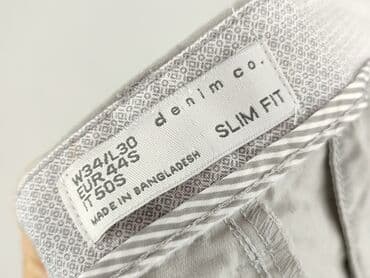 denim co.
SLIM FIT
W34/L30
EUR 44S
IT 50S
MADE IN BANGLADESH